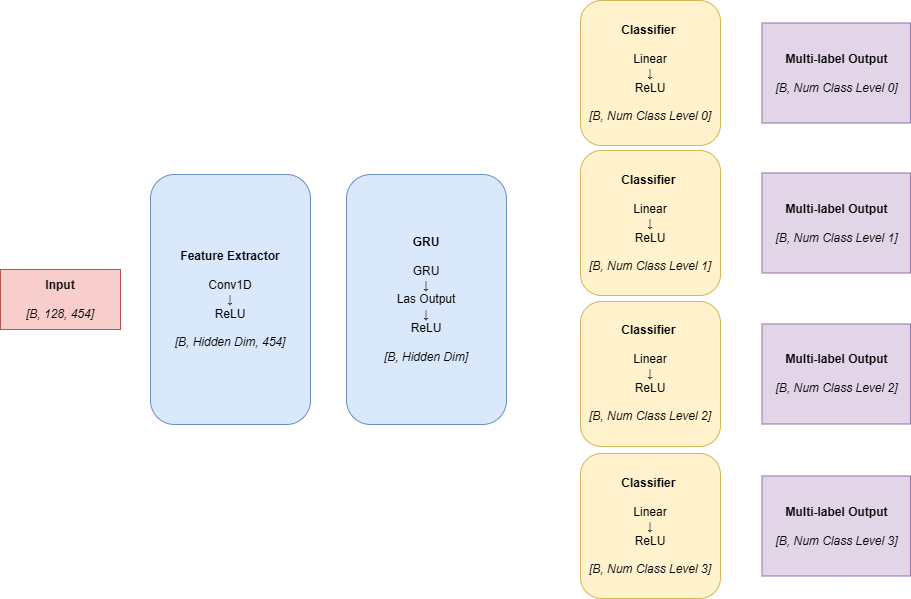 Input
[B, 128, 454]
Feature Extractor
Conv1D
↓
ReLU
[B, Hidden Dim, 454]
GRU
GRU
↓
Las Output
↓
ReLU
[B, Hidden Dim]
Classifier
Linear
↓
ReLU
[B, Num Class Level 0]
Multi-label Output
[B, Num Class Level 0]
Classifier
Linear
↓
ReLU
[B, Num Class Level 1]
Multi-label Output
[B, Num Class Level 1]
Classifier
Linear
↓
ReLU
[B, Num Class Level 2]
Multi-label Output
[B, Num Class Level 2]
Classifier
Linear
↓
ReLU
[B, Num Class Level 3]
Multi-label Output
[B, Num Class Level 3]